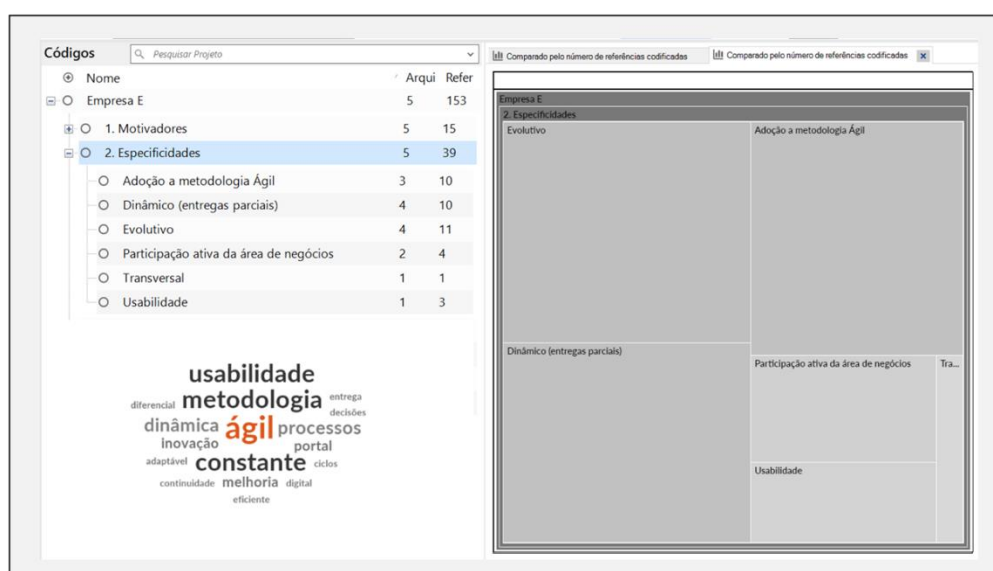 Códigos
Pesquisar Projeto
Nome Arqui Refer
Empresa E 5 153
1. Motivadores 5 15
2. Especificidades 5 39
Adoção a metodologia Ágil 3 10
Dinâmico (entregas parciais) 4 10
Evolutivo 4 11
Participação ativa da área de negócios 2 4
Transversal 1 1
Usabilidade 1 3
usabilidade
diferencial metodologia entrega
decisões
dinâmica ágil processos
inovação portal
adaptável constante ciclos
continuidade melhoria digital
eficiente
Comparado pelo número de referências codificadas Comparado pelo número de referências codificadas x
Empresa E
2. Especificidades
Evolutivo Adoção a metodologia Ágil
Dinâmico (entregas parciais)
Participação ativa da área de negócios Tra...
Usabilidade